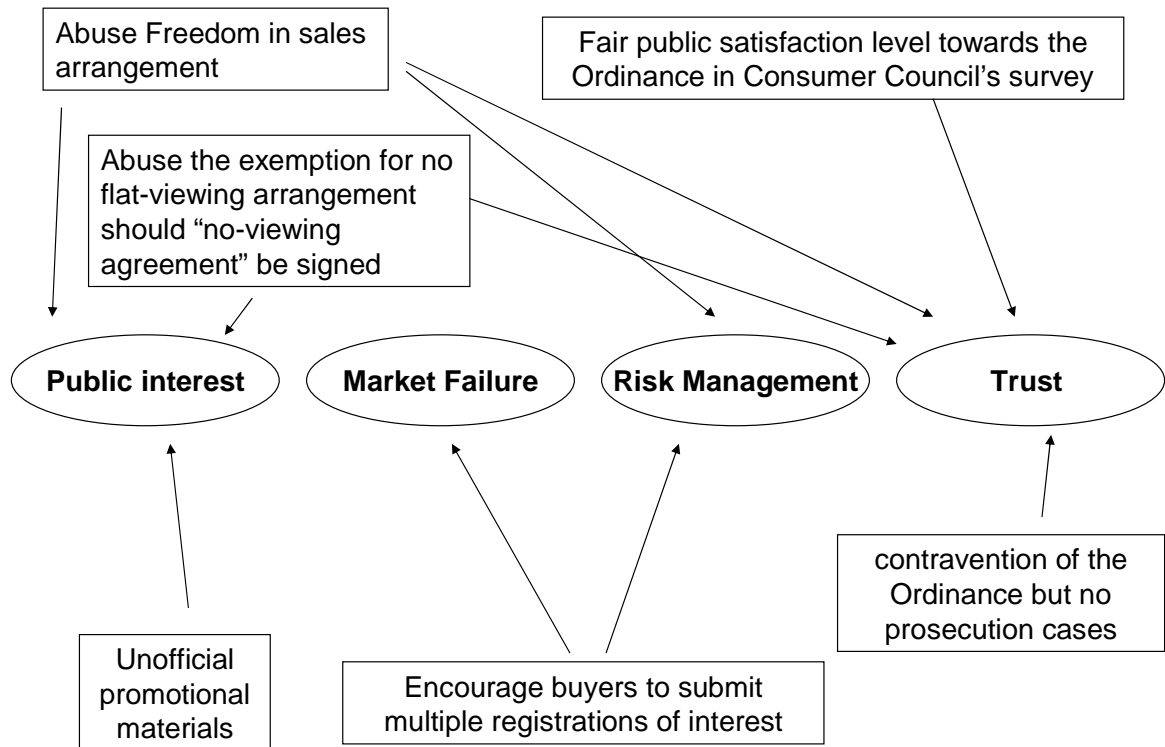 Abuse Freedom in sales
arrangement
Fair public satisfaction level towards the
Ordinance in Consumer Council’s survey
Abuse the exemption for no
flat-viewing arrangement
should “no-viewing
agreement” be signed
Public interest
Market Failure
Risk Management
Trust
contravention of the
Ordinance but no
prosecution cases
Unofficial
promotional
materials
Encourage buyers to submit
multiple registrations of interest